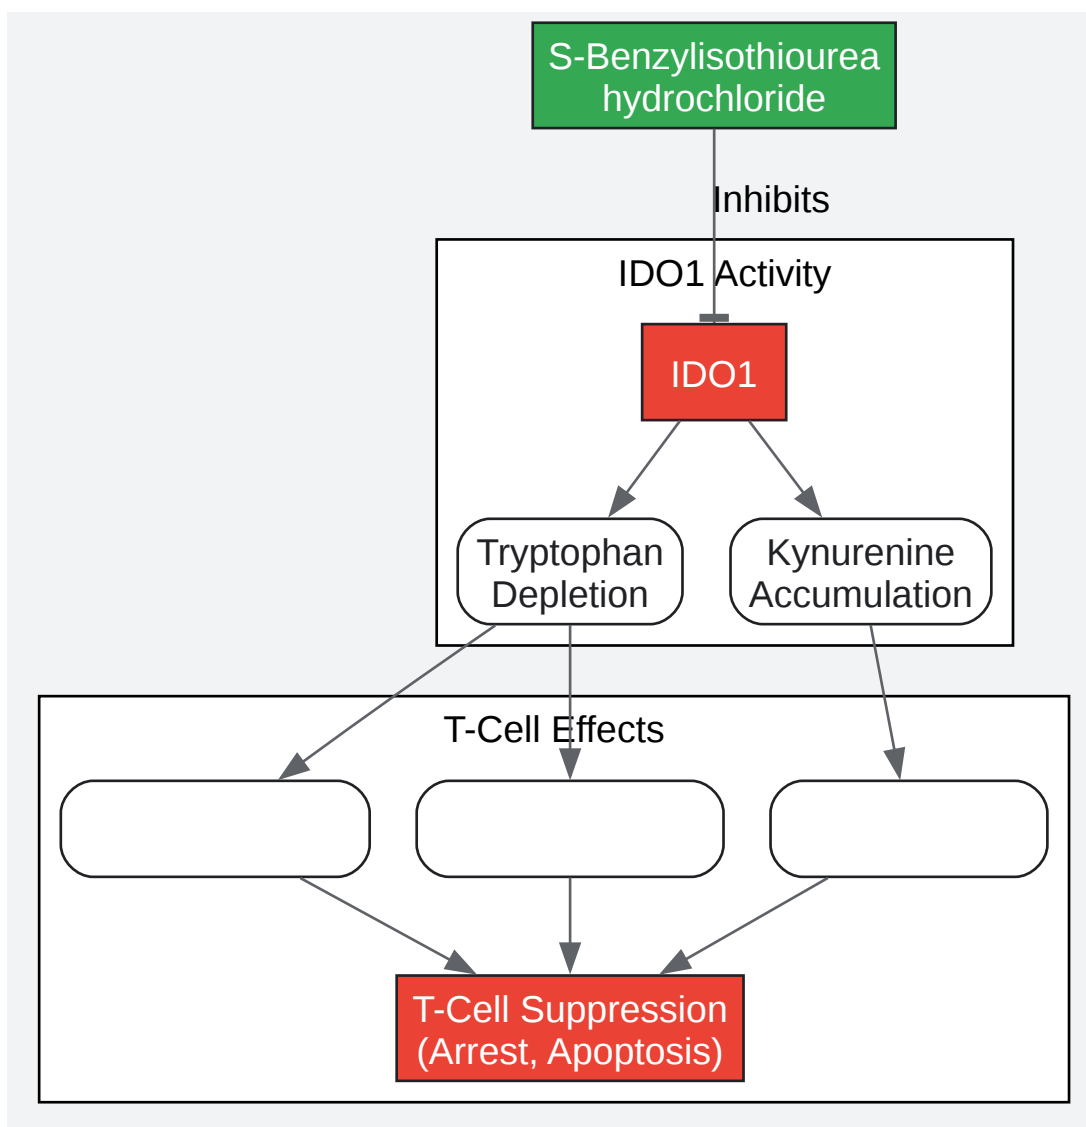 S-Benzylisothiourea
hydrochloride
Inhibits
IDO1 Activity
IDO1
Tryptophan
Depletion
Kynurenine
Accumulation
T-Cell Effects
T-Cell Suppression
(Arrest, Apoptosis)